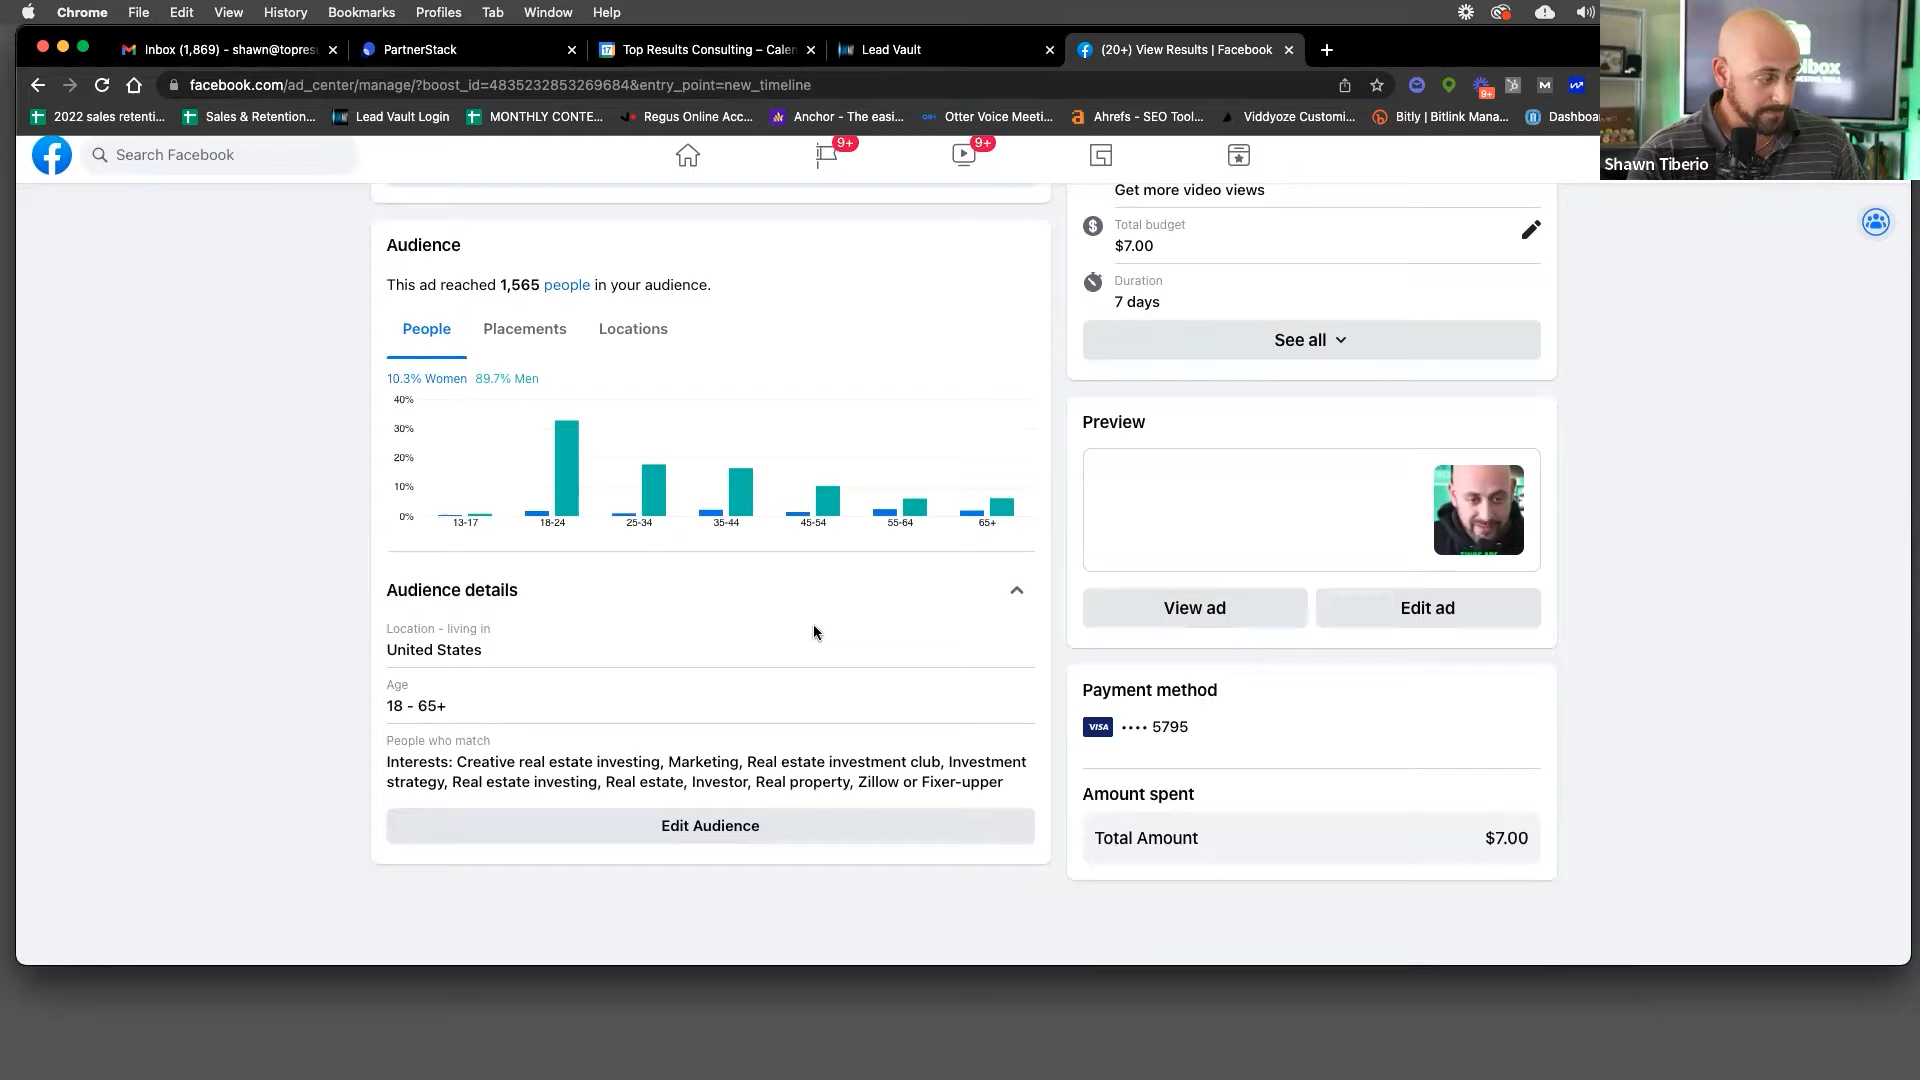 Chrome File Edit View History Bookmarks Profiles Tab Window Help
Inbox (1,869) - shawn@topres
PartnerStack
Top Results Consulting – Calen
Lead Vault
(20+) View Results | Facebook
facebook.com/ad_center/manage/?boost_id=4835232853269684&entry_point=new_timeline
9+
2022 sales retenti...
Sales & Retention...
Lead Vault Login
MONTHLY CONTE...
Regus Online Acc...
Anchor - The easi...
Otter Voice Meeti...
Ahrefs - SEO Tool...
Viddyoze Customi...
Bitly | Bitlink Mana...
Dashboa
Shawn Tiberio
Search Facebook
9+
9+
Audience
This ad reached 1,565 people in your audience.
People Placements Locations
10.3% Women 89.7% Men
40%
30%
20%
10%
0%
13-17 18-24 25-34 35-44 45-54 55-64 65+
Audience details
Location - living in
United States
Age
18 - 65+
People who match
Interests: Creative real estate investing, Marketing, Real estate investment club, Investment
strategy, Real estate investing, Real estate, Investor, Real property, Zillow or Fixer-upper
Edit Audience
Get more video views
Total budget
$7.00
Duration
7 days
See all
Preview
View ad
Edit ad
Payment method
VISA •••• 5795
Amount spent
Total Amount $7.00